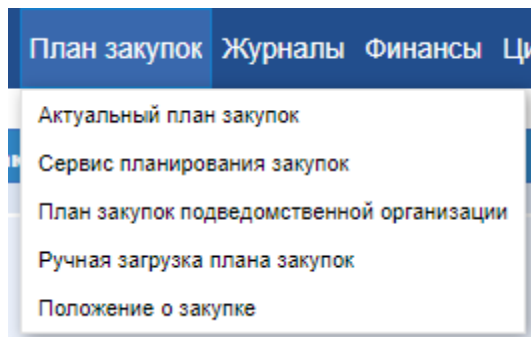 План закупок Журналы Финансы
Актуальный план закупок
Сервис планирования закупок
План закупок подведомственной организации
Ручная загрузка плана закупок
Положение о закупке